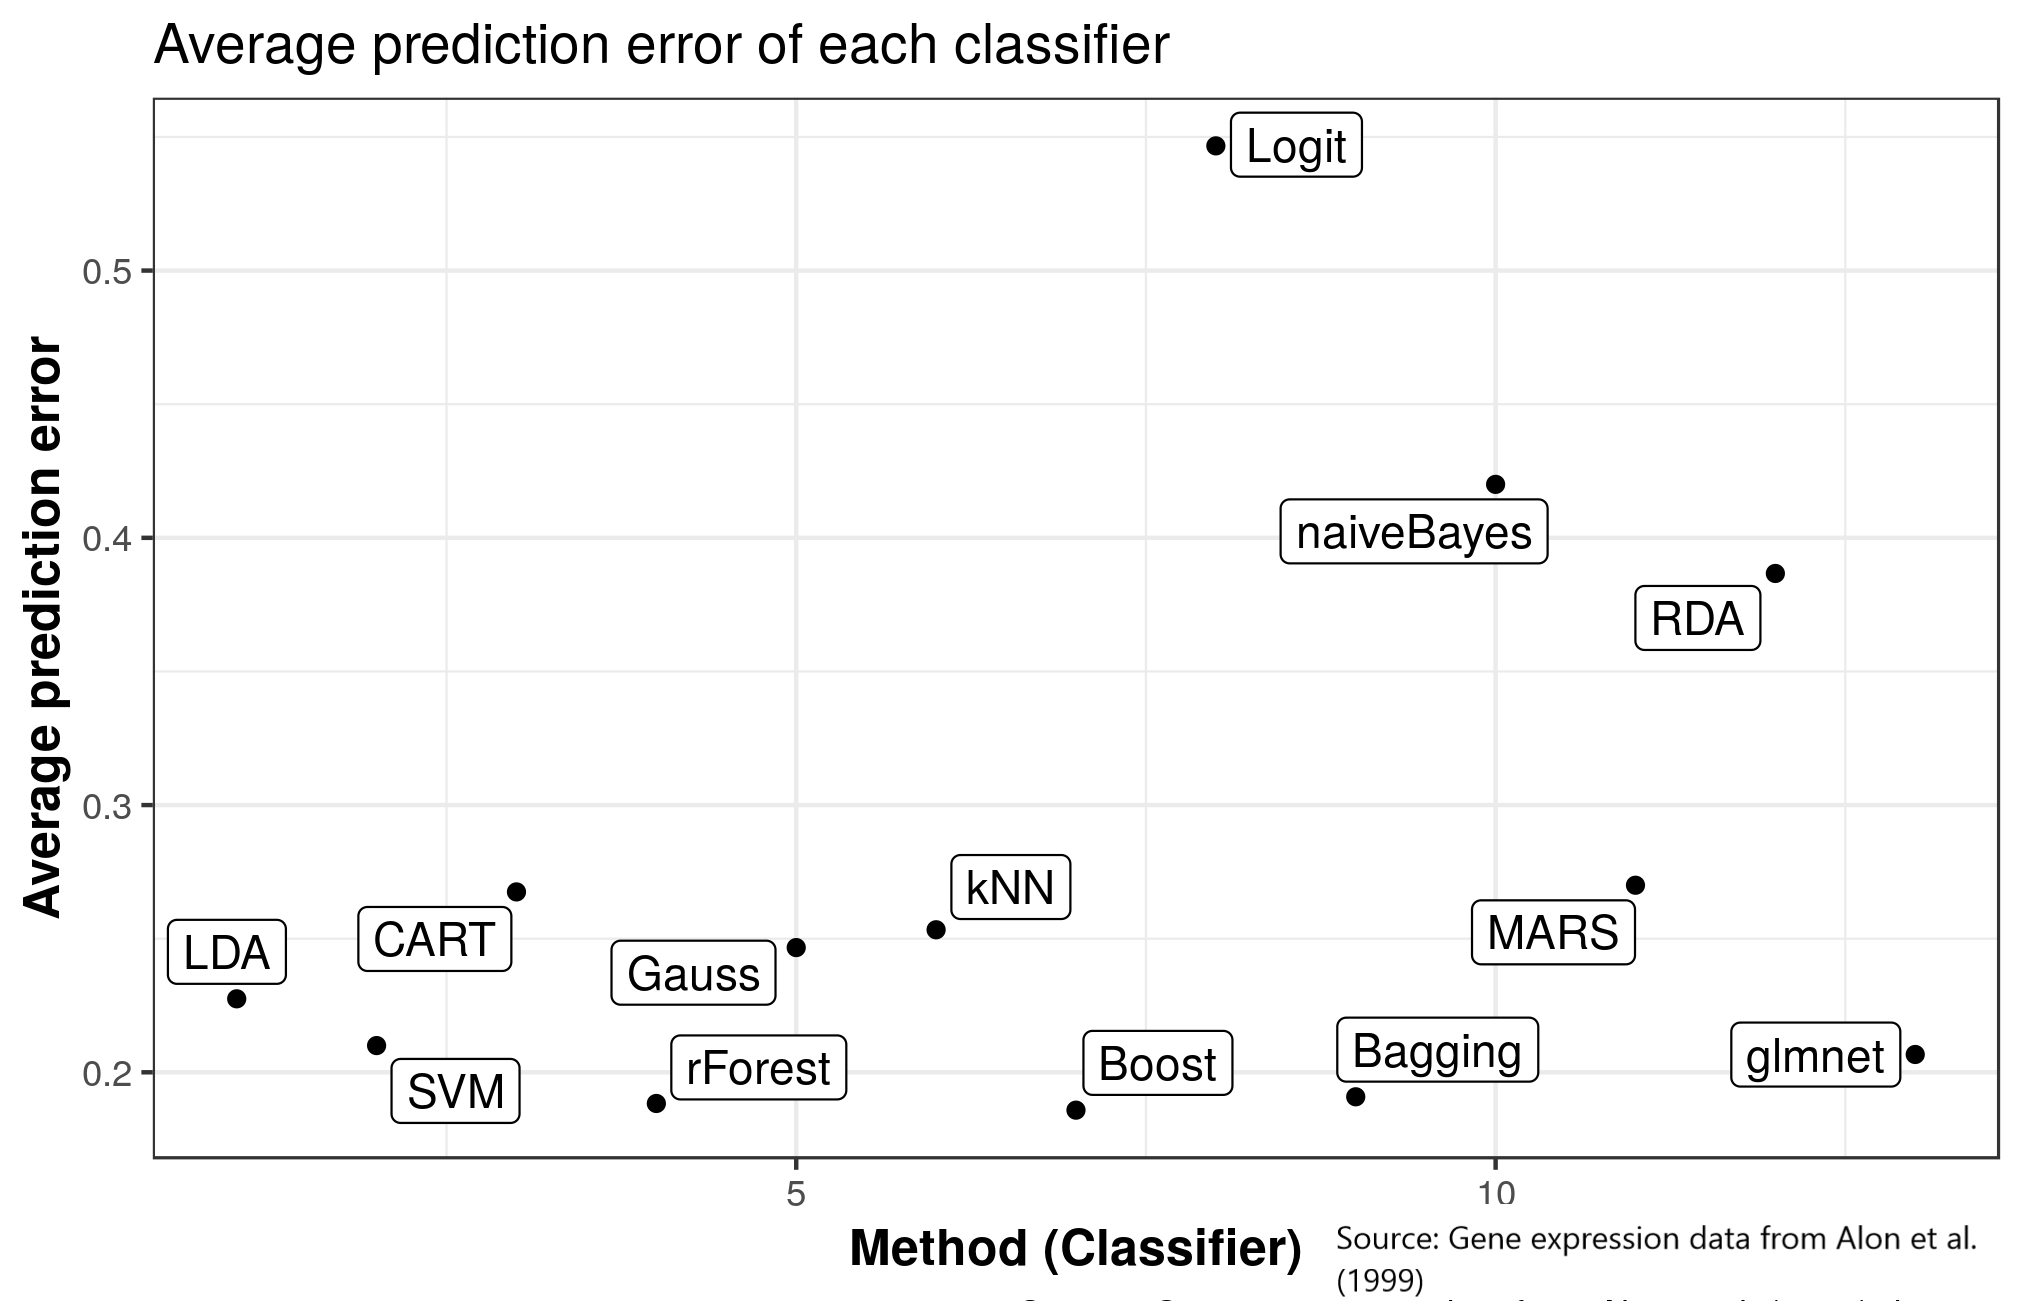 Average prediction error of each classifier
Logit
0.5
naiveBayes
0.4
RDA
Average prediction error
0.3
kNN
CART
MARS
LDA
Gauss
Bagging
glmnet
Boost
rForest
0.2
SVM
5
10
Method (Classifier)
Source: Gene expression data from Alon et al.
(1999)